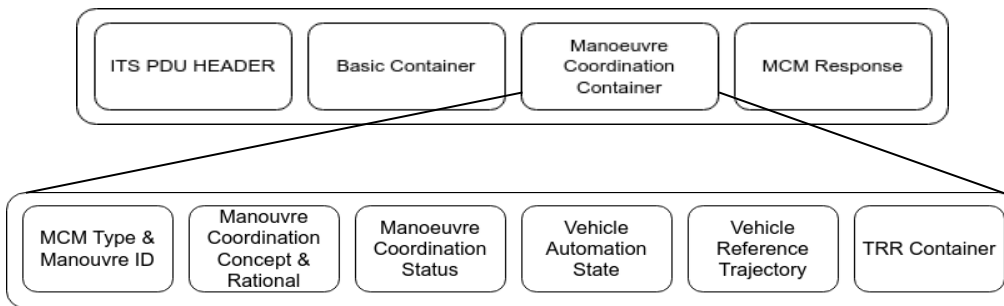 ITS PDU HEADER
Basic Container
Manoeuvre
Coordination
Container
MCM Response
MCM Type &
Manouvre ID
Manouvre
Coordination
Concept &
Rational
Manoeuvre
Coordination
Status
Vehicle
Automation
State
Vehicle
Reference
Trajectory
TRR Container